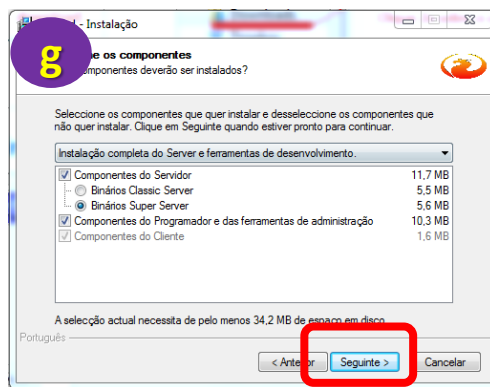 - Instalação
g
ne os componentes
componentes deverão ser instalados?
Seleccione os componentes que quer instalar e desseleccione os componentes que
não quer instalar. Clique em Seguinte quando estiver pronto para continuar.
Instalação completa do Server e ferramentas de desenvolvimento.
Componentes do Servidor 11,7 MB
Binários Classic Server 5,5 MB
Binários Super Server 5,6 MB
Componentes do Programador e das ferramentas de administração 10,3 MB
Componentes do Cliente 1,6 MB
A selecção actual necessita de pelo menos 34,2 MB de espaço em disco.
Português
< Anterior Seguinte > Cancelar